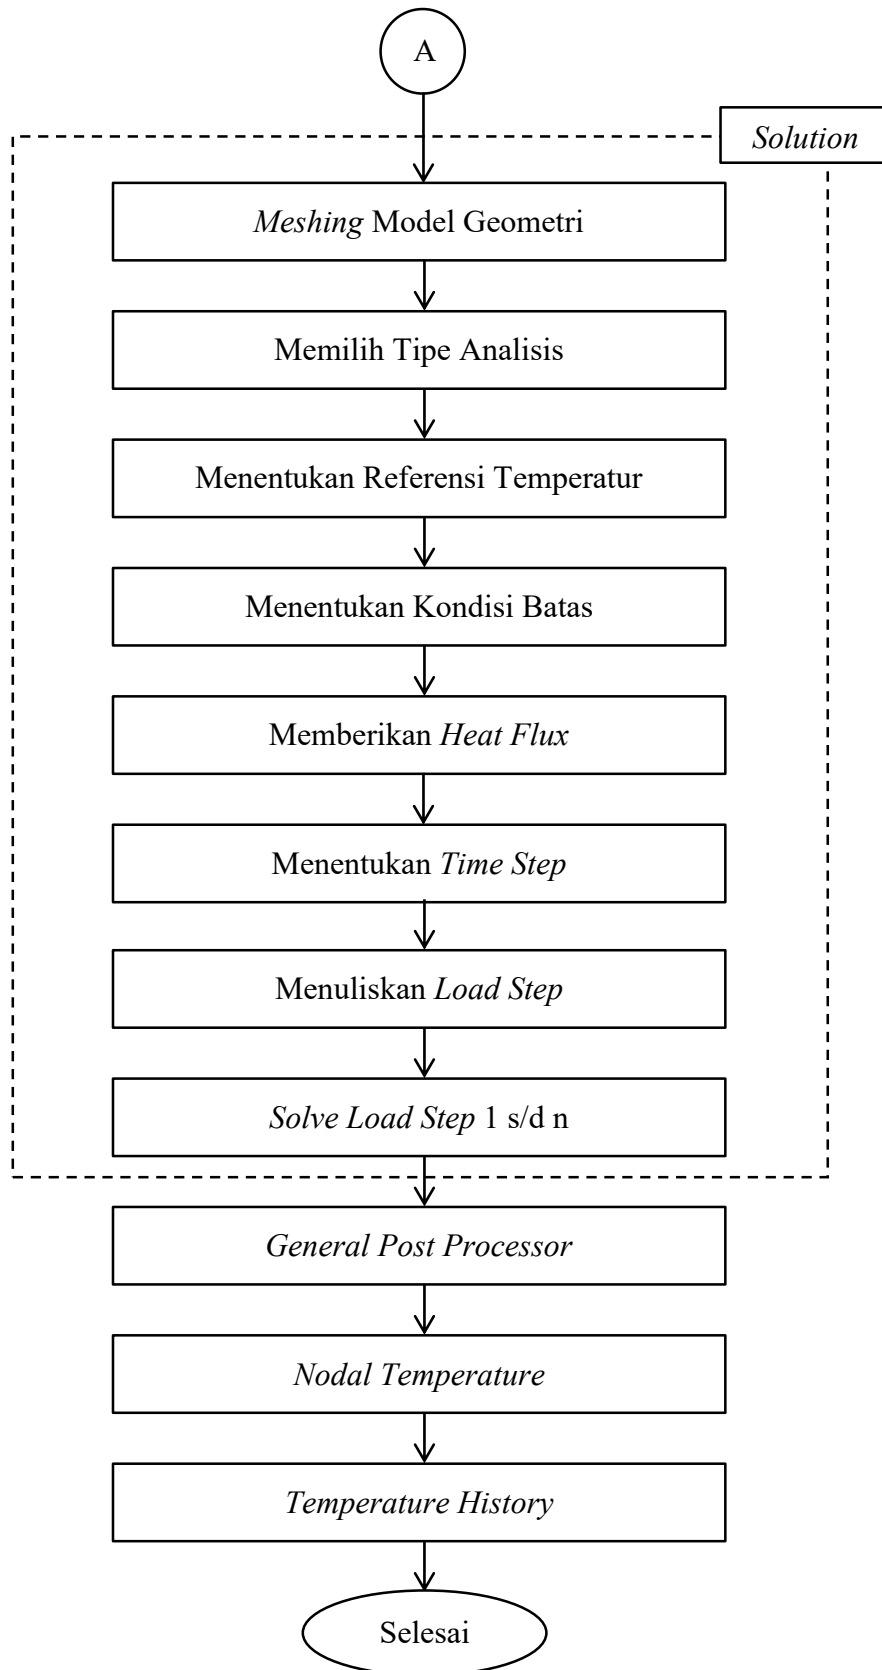 A
Solution
Meshing Model Geometri
Memilih Tipe Analisis
Menentukan Referensi Temperatur
Menentukan Kondisi Batas
Memberikan Heat Flux
Menentukan Time Step
Menuliskan Load Step
Solve Load Step 1 s/d n
General Post Processor
Nodal Temperature
Temperature History
Selesai